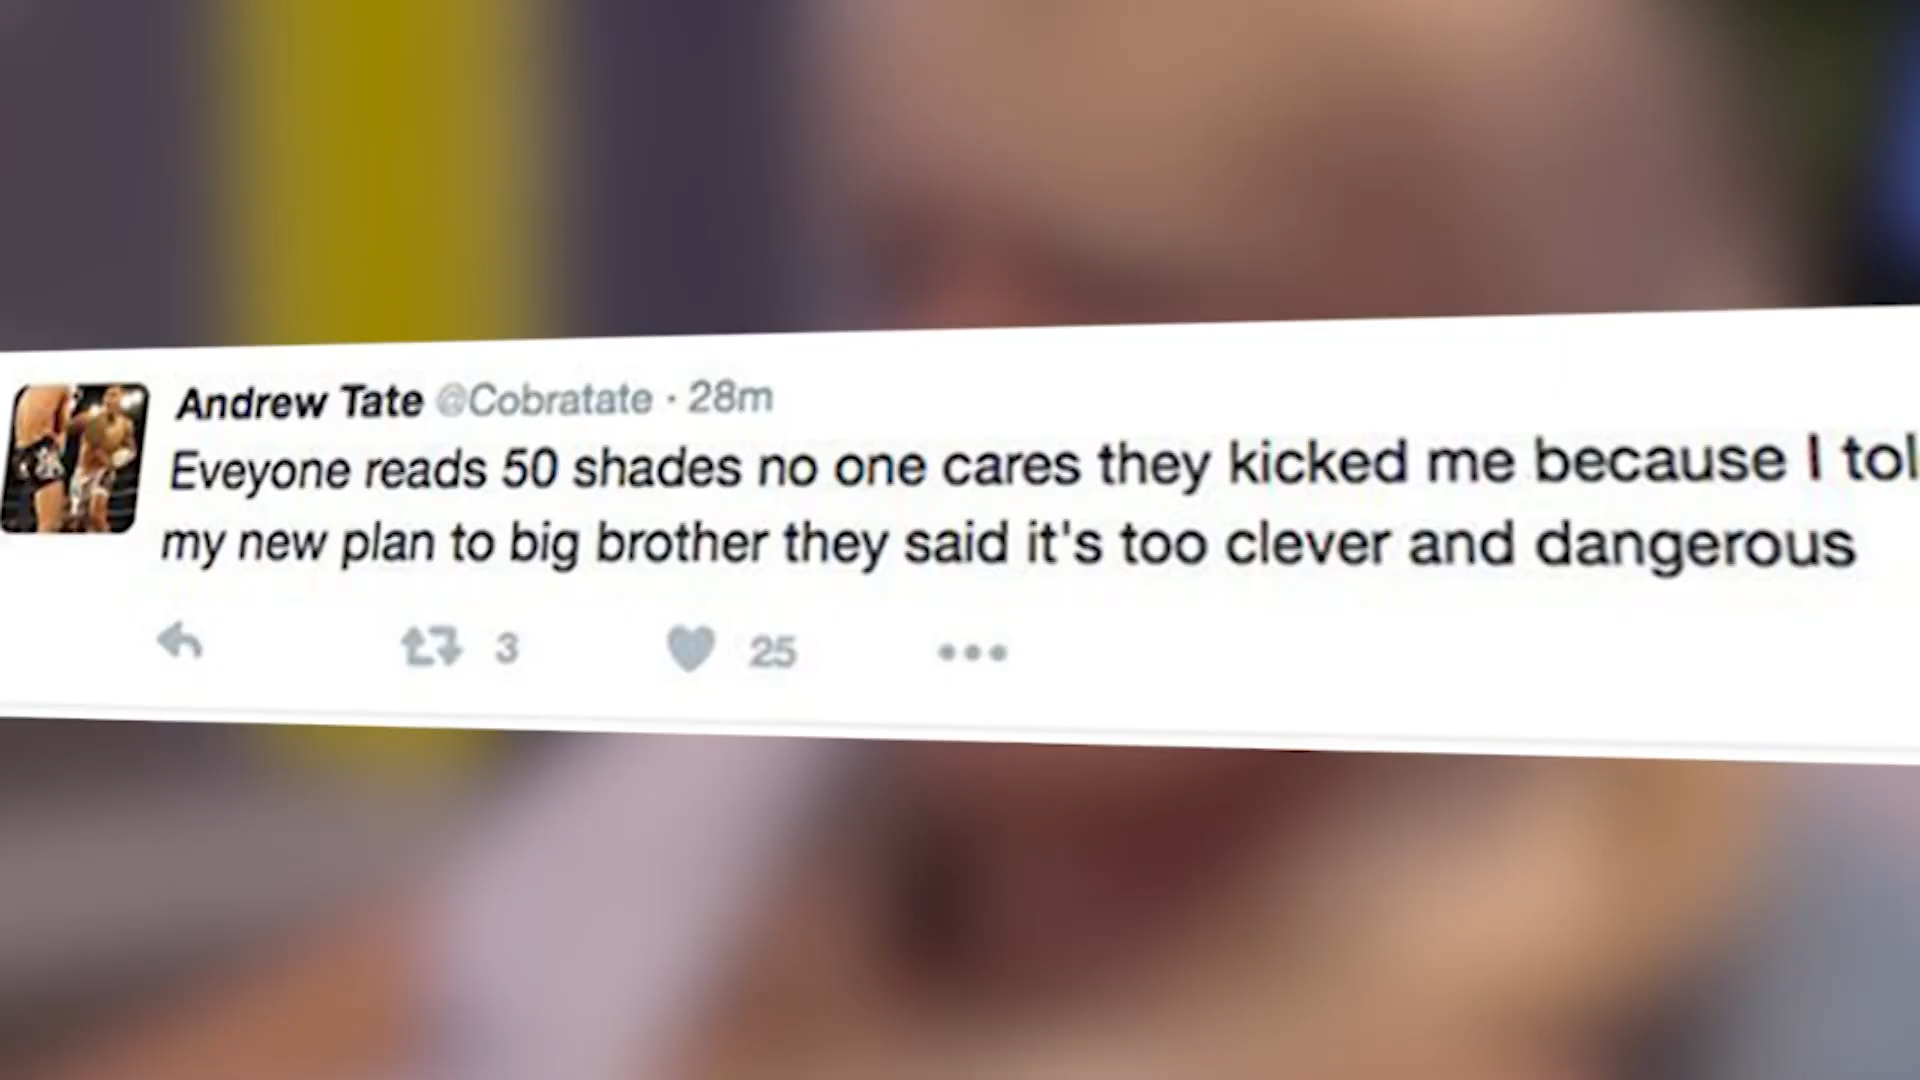 Andrew Tate @Cobratate · 28m
Eveyone reads 50 shades no one cares they kicked me because I
my new plan to big brother they said it's too clever and dangerous
3 25